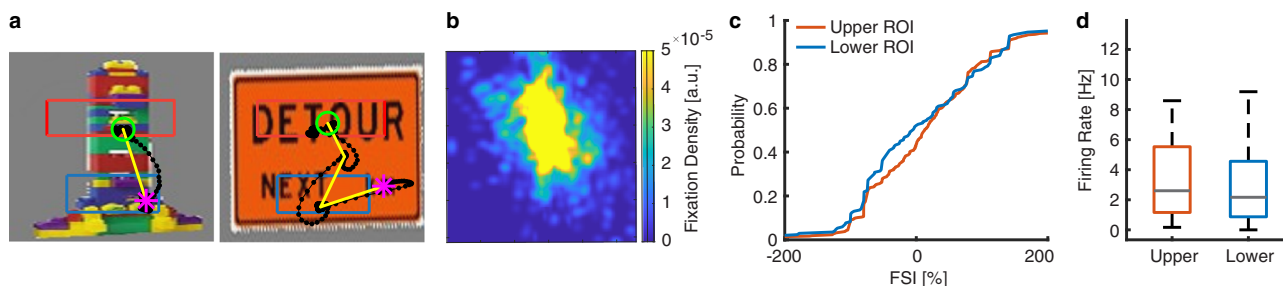 a
b
c
d
DETOUR
NEXT
5 ×10-5
4
3
2
1
0
Fixation Density [a.u.]
Upper ROI
Lower ROI
1
0.8
0.6
0.4
0.2
0
Probability
-200
0
200
FSI [%]
12
10
8
6
4
2
0
Firing Rate [Hz]
Upper
Lower